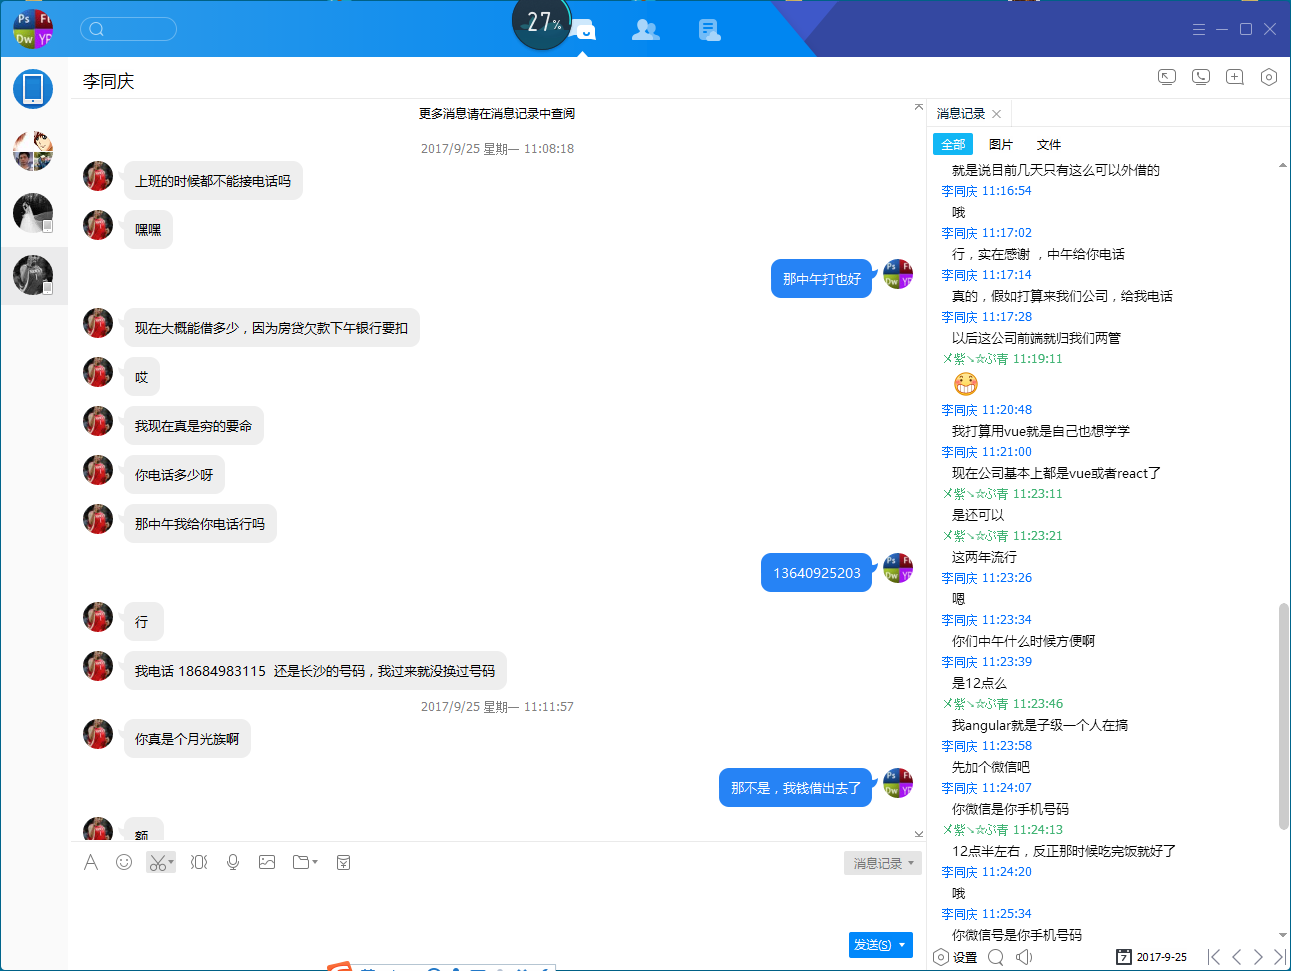 27%
李同庆
更多消息请在消息记录中查阅
2017/9/25 星期一 11:08:18
上班的时候都不能接电话吗
嘿嘿
那中午打也好
现在大概能借多少，因为房贷欠款下午银行要扣
哎
我现在真是穷的要命
你电话多少呀
那中午我给你电话行吗
13640925203
行
我电话 18684983115  还是长沙的号码，我过来就没换过号码
2017/9/25 星期一 11:11:57
你真是个月光族啊
那不是，我钱借出去了
额
消息记录
发送(S)
消息记录
全部 图片 文件
就是说目前几天只有这么可以外借的
李同庆 11:16:54
哦
李同庆 11:17:02
行，实在感谢 ，中午给你电话
李同庆 11:17:14
真的，假如打算来我们公司，给我电话
李同庆 11:17:28
以后这公司前端就归我们两管
乄紫↘☆ぷ青 11:19:11
李同庆 11:20:48
我打算用vue就是自己也想学学
李同庆 11:21:00
现在公司基本上都是vue或者react了
乄紫↘☆ぷ青 11:23:11
是还可以
乄紫↘☆ぷ青 11:23:21
这两年流行
李同庆 11:23:26
嗯
李同庆 11:23:34
你们中午什么时候方便啊
李同庆 11:23:39
是12点么
乄紫↘☆ぷ青 11:23:46
我angular就是子级一个人在搞
李同庆 11:23:58
先加个微信吧
李同庆 11:24:07
你微信是你手机号码
乄紫↘☆ぷ青 11:24:13
12点半左右，反正那时候吃完饭就好了
李同庆 11:24:20
哦
李同庆 11:25:34
你微信号是你手机号码
设置
7 2017-9-25